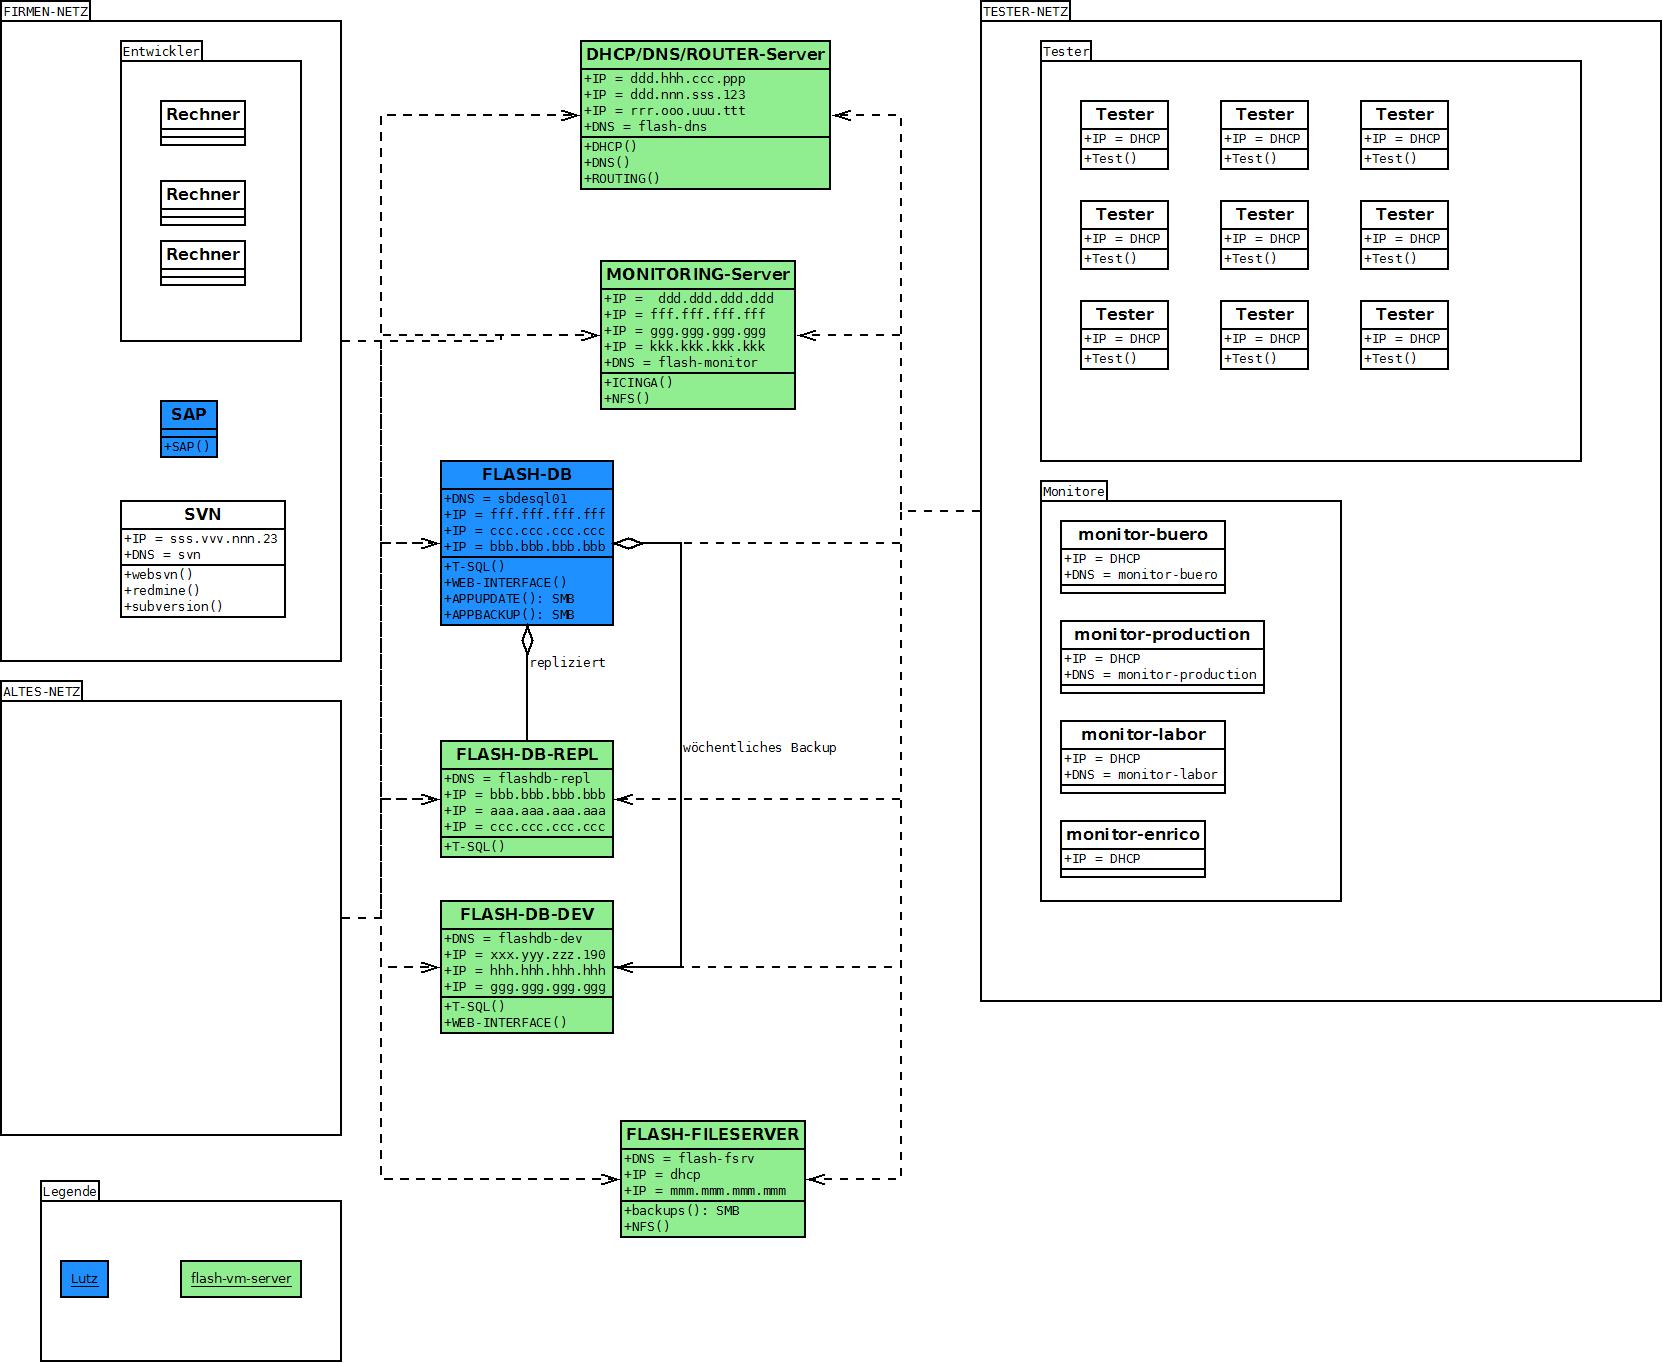 FIRMEN-NETZ
Entwickler
Rechner
Rechner
Rechner
SAP
+SAP()
SVN
+IP = sss.vvv.nnn.23
+DNS = svn
+websvn()
+redmine()
+subversion()
ALTES-NETZ
Legende
Lutz
flash-vm-server
DHCP/DNS/ROUTER-Server
+IP = ddd.hhh.ccc.ppp
+IP = ddd.nnn.sss.123
+IP = rrr.ooo.uuu.ttt
+DNS = flash-dns
+DHCP()
+DNS()
+ROUTING()
MONITORING-Server
+IP =  ddd.ddd.ddd.ddd
+IP = fff.fff.fff.fff
+IP = ggg.ggg.ggg.ggg
+IP = kkk.kkk.kkk.kkk
+DNS = flash-monitor
+ICINGA()
+NFS()
FLASH-DB
+DNS = sbdesql01
+IP = fff.fff.fff.fff
+IP = ccc.ccc.ccc.ccc
+IP = bbb.bbb.bbb.bbb
+T-SQL()
+WEB-INTERFACE()
+APPUPDATE(): SMB
+APPBACKUP(): SMB
repliziert
wöchentliches Backup
FLASH-DB-REPL
+DNS = flashdb-repl
+IP = bbb.bbb.bbb.bbb
+IP = aaa.aaa.aaa.aaa
+IP = ccc.ccc.ccc.ccc
+T-SQL()
FLASH-DB-DEV
+DNS = flashdb-dev
+IP = xxx.yyy.zzz.190
+IP = hhh.hhh.hhh.hhh
+IP = ggg.ggg.ggg.ggg
+T-SQL()
+WEB-INTERFACE()
FLASH-FILESERVER
+DNS = flash-fsrv
+IP = dhcp
+IP = mmm.mmm.mmm.mmm
+backups(): SMB
+NFS()
TESTER-NETZ
Tester
Tester
+IP = DHCP
+Test()
Tester
+IP = DHCP
+Test()
Tester
+IP = DHCP
+Test()
Tester
+IP = DHCP
+Test()
Tester
+IP = DHCP
+Test()
Tester
+IP = DHCP
+Test()
Tester
+IP = DHCP
+Test()
Tester
+IP = DHCP
+Test()
Tester
+IP = DHCP
+Test()
Monitore
monitor-buero
+IP = DHCP
+DNS = monitor-buero
monitor-production
+IP = DHCP
+DNS = monitor-production
monitor-labor
+IP = DHCP
+DNS = monitor-labor
monitor-enrico
+IP = DHCP